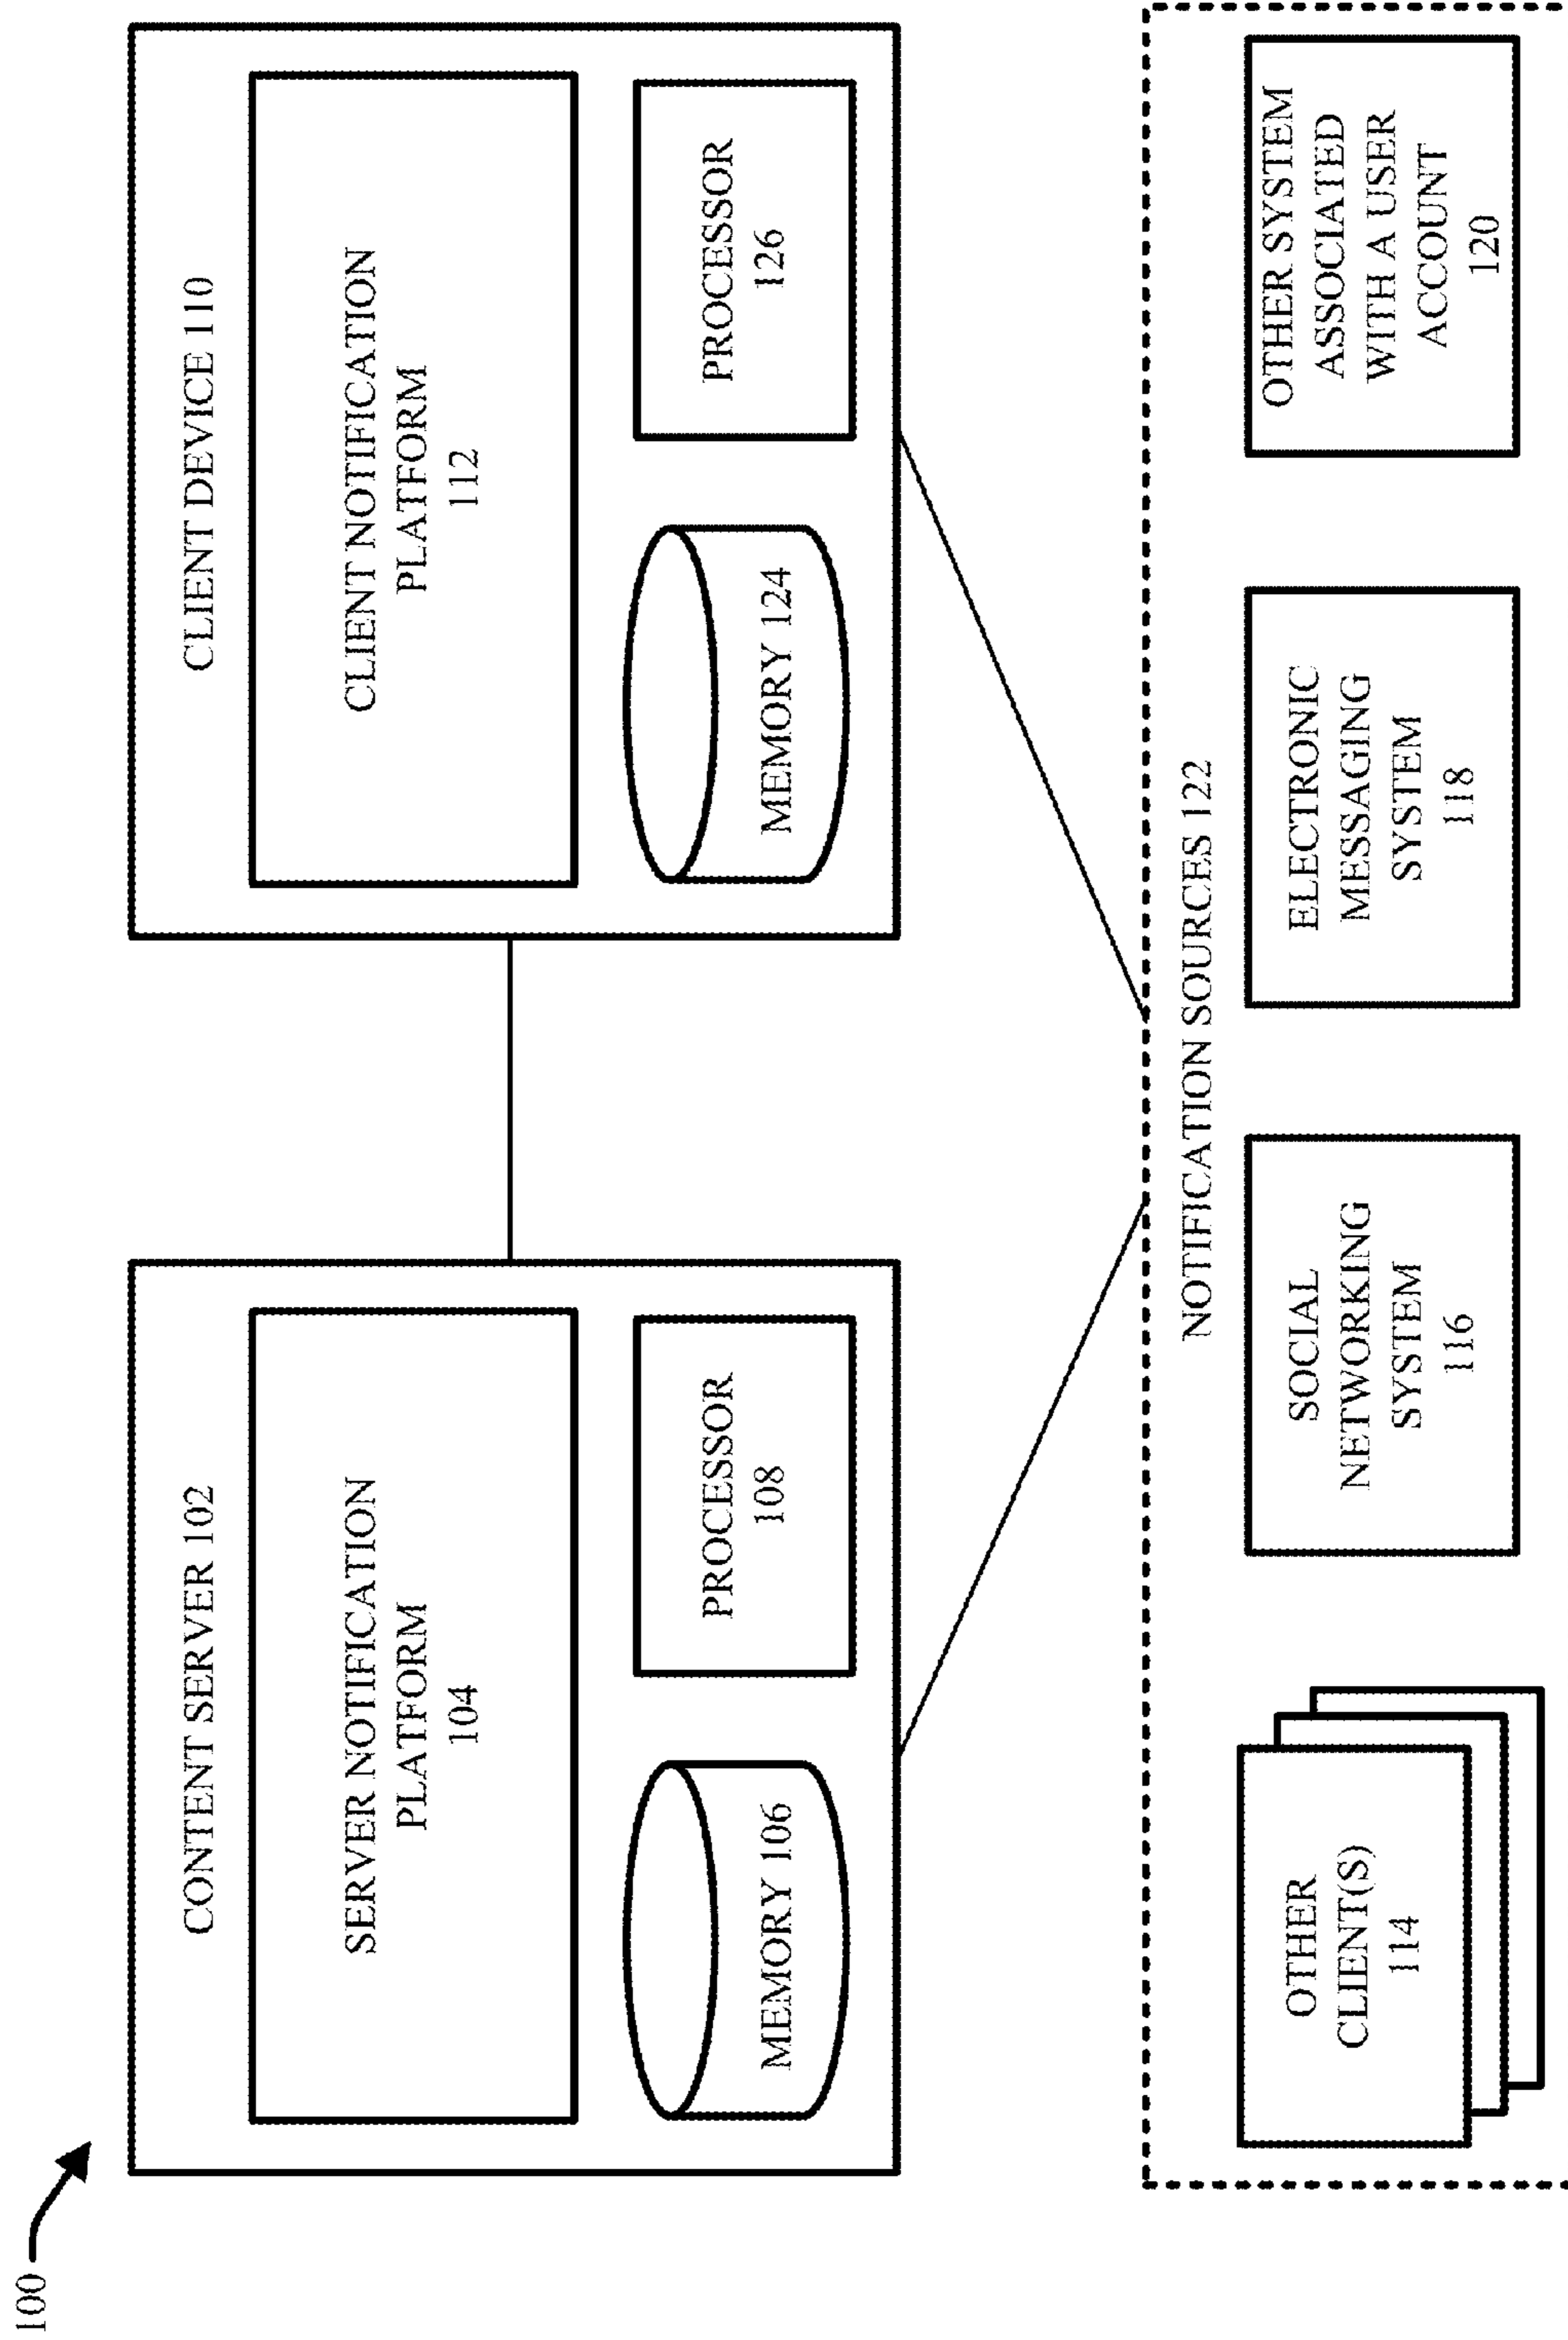 100
CONTENT SERVER 102
SERVER NOTIFICATION
PLATFORM
104
MEMORY 106
PROCESSOR
108
CLIENT DEVICE 110
CLIENT NOTIFICATION
PLATFORM
112
MEMORY 124
PROCESSOR
126
NOTIFICATION SOURCES 122
OTHER
CLIENT(S)
114
SOCIAL
NETWORKING
SYSTEM
116
ELECTRONIC
MESSAGING
SYSTEM
118
OTHER SYSTEM
ASSOCIATED
WITH A USER
ACCOUNT
120